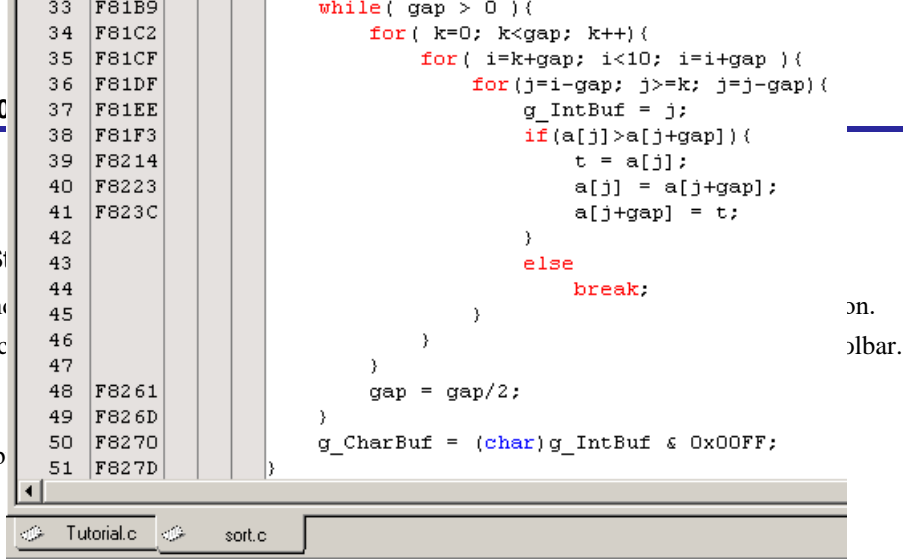 33 F81B9 while( gap > 0 ){
34 F81C2 for( k=0; k<gap; k++){
35 F81CF for( i=k+gap; i<10; i=i+gap ){
36 F81DF for(j=i-gap; j>=k; j=j-gap){
37 F81EE g_IntBuf = j;
38 F81F3 if(a[j]>a[j+gap]){
39 F8214 t = a[j];
40 F8223 a[j] = a[j+gap];
41 F823C a[j+gap] = t;
42 }
43 else
44 break;
45 }
on.
46 }
olbar.
47 }
48 F8261 gap = gap/2;
49 F826D }
50 F8270 g_CharBuf = (char)g_IntBuf & 0x00FF;
51 F827D }
Tutorial.c sort.c